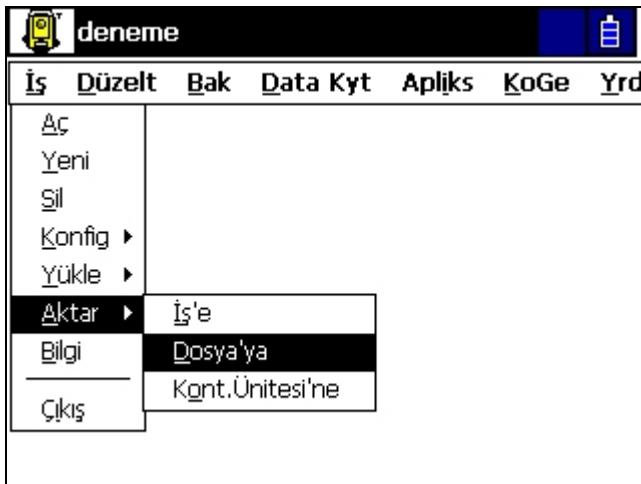 deneme
İş Düzelt Bak Data Kyt Apliks KoGe Yrd
Aç
Yeni
Sil
Konfig
Yükle
Aktar İş'e
Bilgi Dosya'ya
Kont.Ünitesi'ne
Çıkış